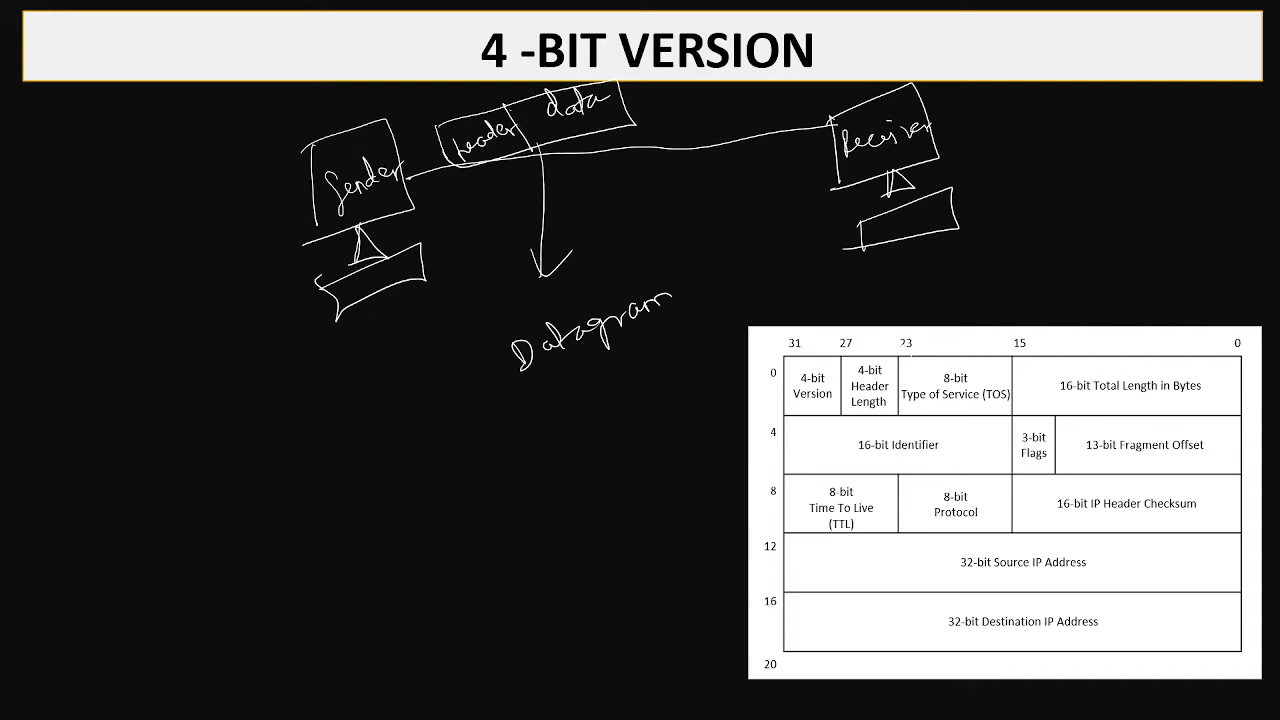 4 -BIT VERSION
header data
Sender
Receiver
Datagram
31 27 23 15 0
0
4-bit
Version
4-bit
Header
Length
8-bit
Type of Service (TOS)
16-bit Total Length in Bytes
4
16-bit Identifier
3-bit
Flags
13-bit Fragment Offset
8
8-bit
Time To Live
(TTL)
8-bit
Protocol
16-bit IP Header Checksum
12
32-bit Source IP Address
16
32-bit Destination IP Address
20